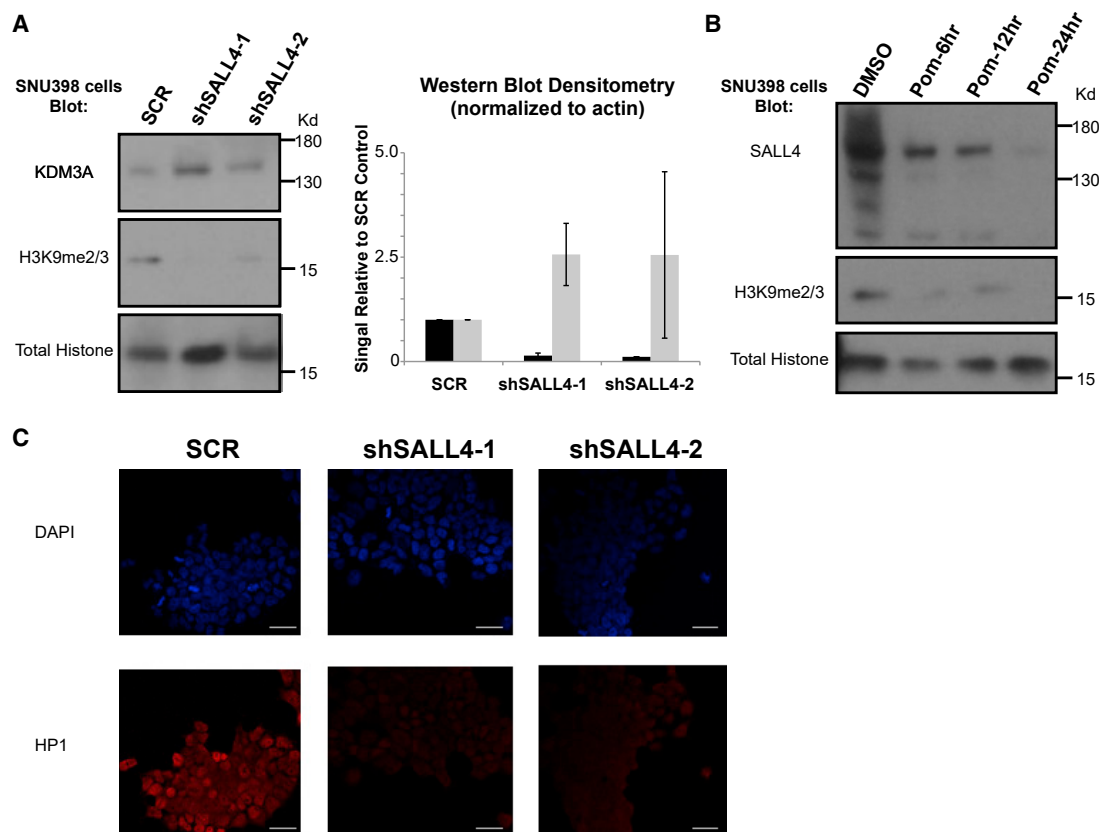 A
SNU398 cells
Blot:
SCR
shSALL4-1
shSALL4-2
Kd
KDM3A
180
130
H3K9me2/3
15
Total Histone
15
Western Blot Densitometry
(normalized to actin)
Singal Relative to SCR Control
5.0
2.5
0
SCR
shSALL4-1
shSALL4-2
B
SNU398 cells
Blot:
DMSO
Pom-6hr
Pom-12hr
Pom-24hr
Kd
SALL4
180
130
H3K9me2/3
15
Total Histone
15
C
SCR
shSALL4-1
shSALL4-2
DAPI
HP1